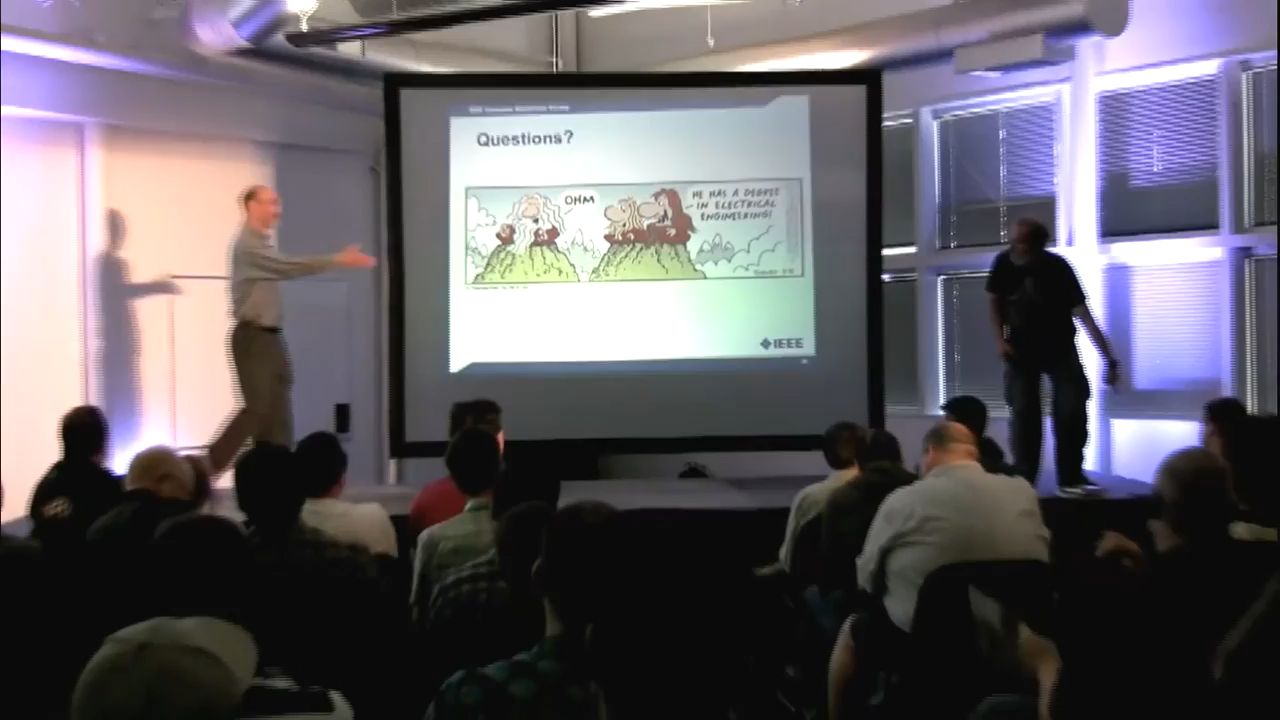 Questions?
OHM
HE HAS A DEGREE
IN ELECTRICAL
ENGINEERING!
IEEE